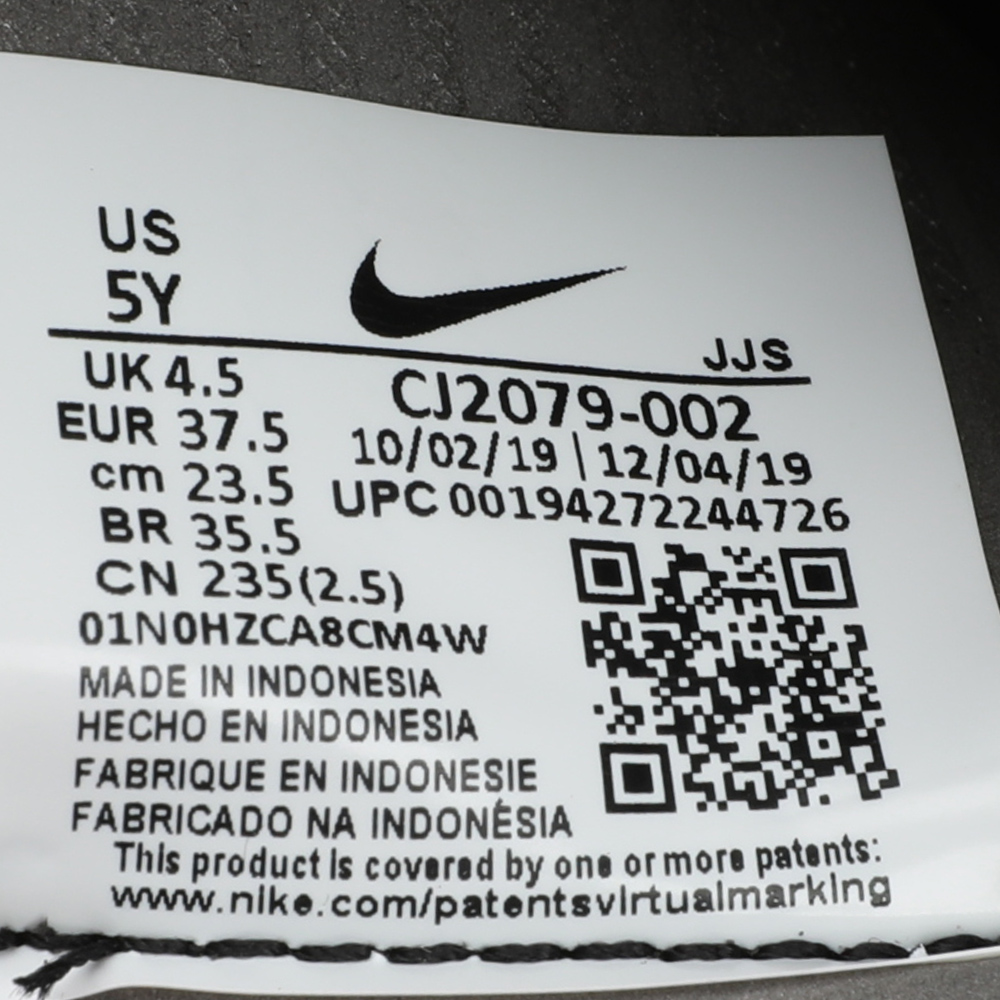 US
5Y
JJS
UK 4.5
EUR 37.5
cm 23.5
BR 35.5
CN 235(2.5)
CJ2079-002
10/02/19 | 12/04/19
UPC 00194272244726
01N0HZCA8CM4W
MADE IN INDONESIA
HECHO EN INDONESIA
FABRIQUE EN INDONESIE
FABRICADO NA INDONÉSIA
This product is covered by one or more patents:
www.nike.com/patentsvirtualmarking